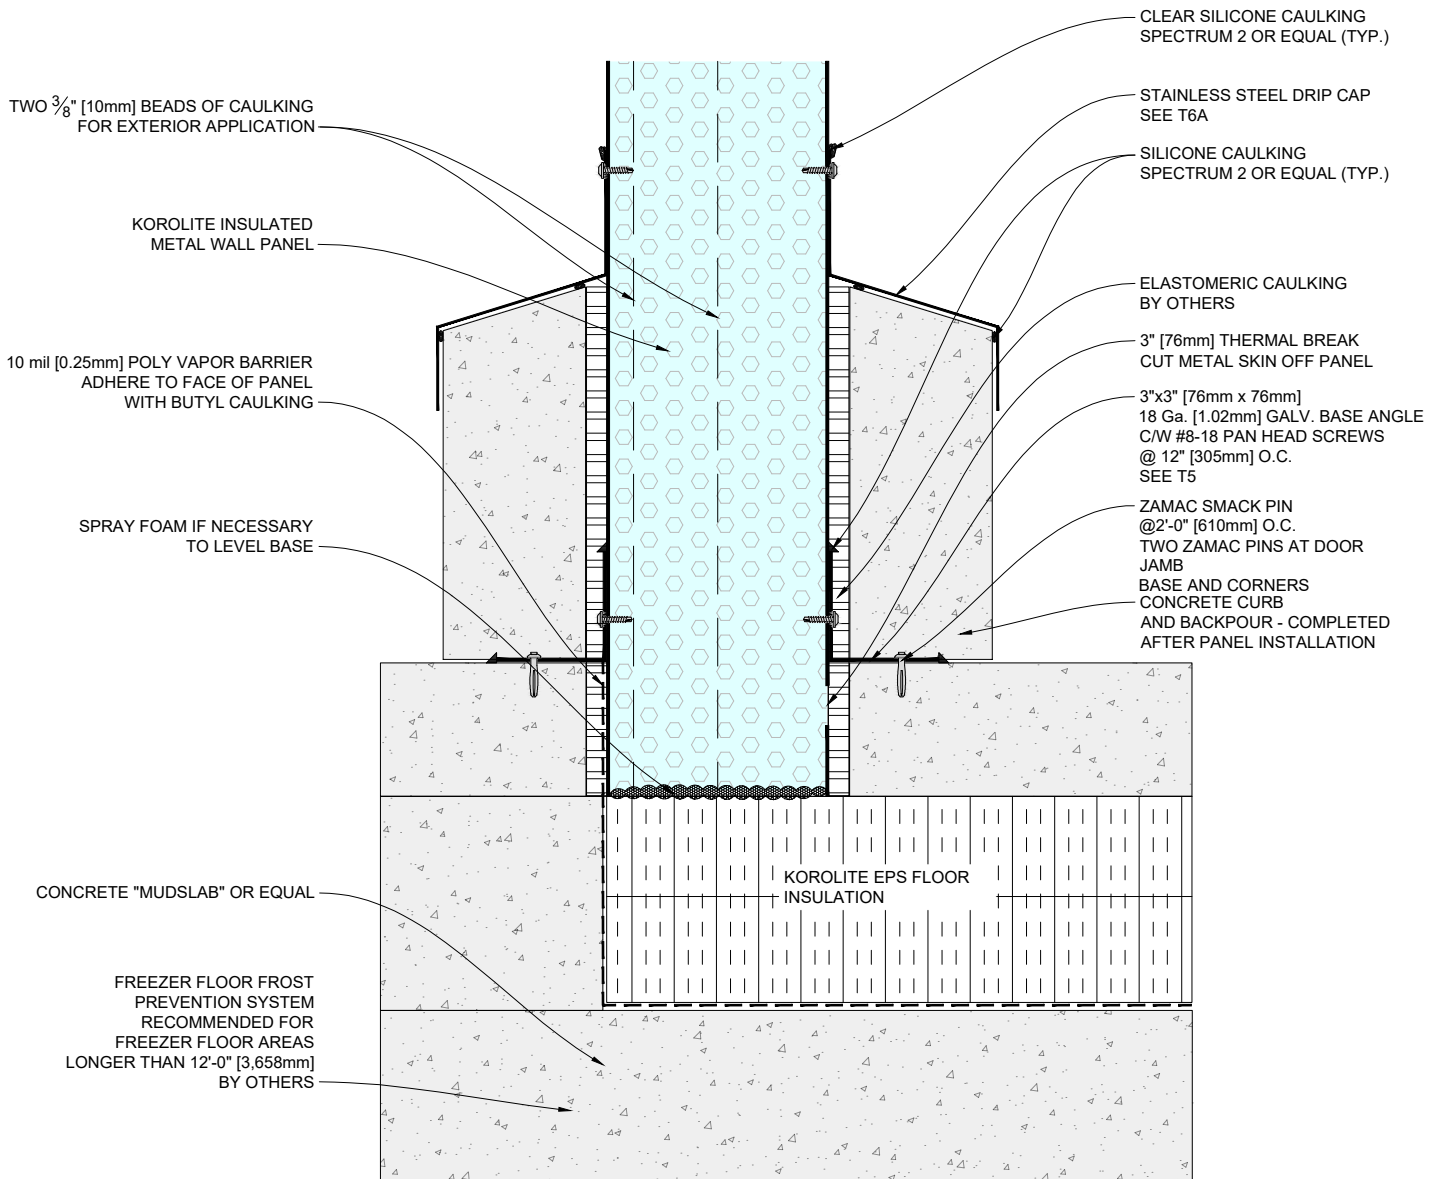 TWO 3/8" [10mm] BEADS OF CAULKING
FOR EXTERIOR APPLICATION
KOROLITE INSULATED
METAL WALL PANEL
10 mil [0.25mm] POLY VAPOR BARRIER
ADHERE TO FACE OF PANEL
WITH BUTYL CAULKING
SPRAY FOAM IF NECESSARY
TO LEVEL BASE
CONCRETE "MUDSLAB" OR EQUAL
FREEZER FLOOR FROST
PREVENTION SYSTEM
RECOMMENDED FOR
FREEZER FLOOR AREAS
LONGER THAN 12'-0" [3,658mm]
BY OTHERS
CLEAR SILICONE CAULKING
SPECTRUM 2 OR EQUAL (TYP.)
STAINLESS STEEL DRIP CAP
SEE T6A
SILICONE CAULKING
SPECTRUM 2 OR EQUAL (TYP.)
ELASTOMERIC CAULKING
BY OTHERS
3" [76mm] THERMAL BREAK
CUT METAL SKIN OFF PANEL
3"x3" [76mm x 76mm]
18 Ga. [1.02mm] GALV. BASE ANGLE
C/W #8-18 PAN HEAD SCREWS
@ 12" [305mm] O.C.
SEE T5
ZAMAC SMACK PIN
@2'-0" [610mm] O.C.
TWO ZAMAC PINS AT DOOR
JAMB
BASE AND CORNERS
CONCRETE CURB
AND BACKPOUR - COMPLETED
AFTER PANEL INSTALLATION
KOROLITE EPS FLOOR
INSULATION